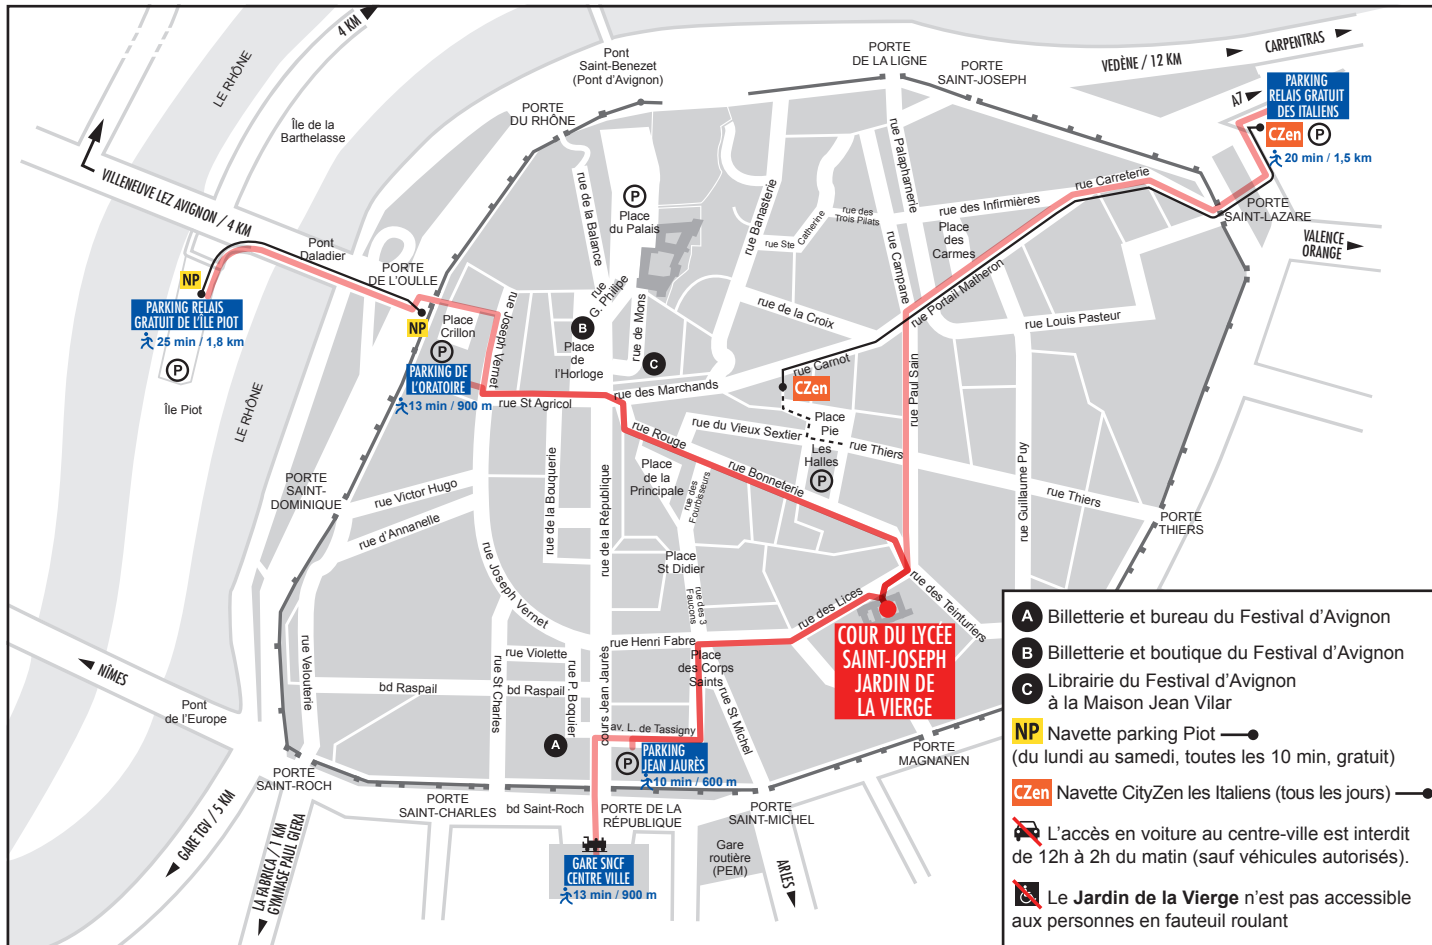 4 KM
LE RHÔNE
Île de la
Barthelasse
Pont
Saint-Benezet
(Pont d'Avignon)
PORTE
DU RHÔNE
PORTE
DE LA LIGNE
PORTE
SAINT-JOSEPH
VEDÈNE / 12 KM
CARPENTRAS
A7
PARKING
RELAIS GRATUIT
DES ITALIENS
CZen
P
20 min / 1,5 km
PORTE
SAINT-LAZARE
VALENCE
ORANGE
VILLENEUVE LEZ AVIGNON / 4 KM
Pont
Daladier
PORTE
DE L'OULLE
NP
PARKING RELAIS
GRATUIT DE L'ÎLE PIOT
25 min / 1,8 km
P
Île Piot
LE RHÔNE
NP
Place
Crillon
P
PARKING DE
L'ORATOIRE
13 min / 900 m
rue Joseph Vernet
rue St Agricol
rue de la Balance
P
Place
du Palais
rue
G. Philipe
B
Place
de
l'Horloge
rue de Mons
C
rue des Marchands
rue Banasterie
rue Ste
Catherine
rue des
Trois Pilats
rue Palapharnerie
rue des Infirmières
rue Carreterie
Place
des
Carmes
rue Campane
rue Portail Matheron
rue de la Croix
rue Louis Pasteur
rue Carnot
CZen
Place
Pie
Les
Halles
P
rue Paul Sain
rue du Vieux Sextier
rue Thiers
rue Thiers
rue Guillaume Puy
PORTE
THIERS
rue Rouge
rue Bonneterie
Place
de la
Principale
rue des
Fourbisseurs
rue de la Bouquerie
rue de la République
PORTE
SAINT-
DOMINIQUE
rue Victor Hugo
rue d'Annanelle
rue Joseph Vernet
Place
St Didier
rue des 3
Faucons
rue des Lices
rue des Teinturiers
COUR DU LYCÉE
SAINT-JOSEPH
JARDIN DE
LA VIERGE
rue Henri Fabre
Place
des Corps
Saints
rue Velouterie
rue Violette
bd Raspail
bd Raspail
rue St Charles
rue P. Boquier
cours Jean Jaurès
av. L. de Tassigny
rue St Michel
A
P
PARKING
JEAN JAURÈS
10 min / 600 m
PORTE
MAGNANEN
NÎMES
Pont
de l'Europe
PORTE
SAINT-ROCH
PORTE
SAINT-CHARLES
bd Saint-Roch
PORTE DE LA
RÉPUBLIQUE
PORTE
SAINT-MICHEL
GARE TGV / 5 KM
LA FABRICA / 1 KM
GYMNASE PAUL GIERA
GARE SNCF
CENTRE VILLE
13 min / 900 m
Gare
routière
(PEM)
ARLES
A Billetterie et bureau du Festival d'Avignon
B Billetterie et boutique du Festival d'Avignon
C Librairie du Festival d'Avignon
à la Maison Jean Vilar
NP Navette parking Piot
(du lundi au samedi, toutes les 10 min, gratuit)
CZen Navette CityZen les Italiens (tous les jours)
L'accès en voiture au centre-ville est interdit
de 12h à 2h du matin (sauf véhicules autorisés).
Le Jardin de la Vierge n'est pas accessible
aux personnes en fauteuil roulant